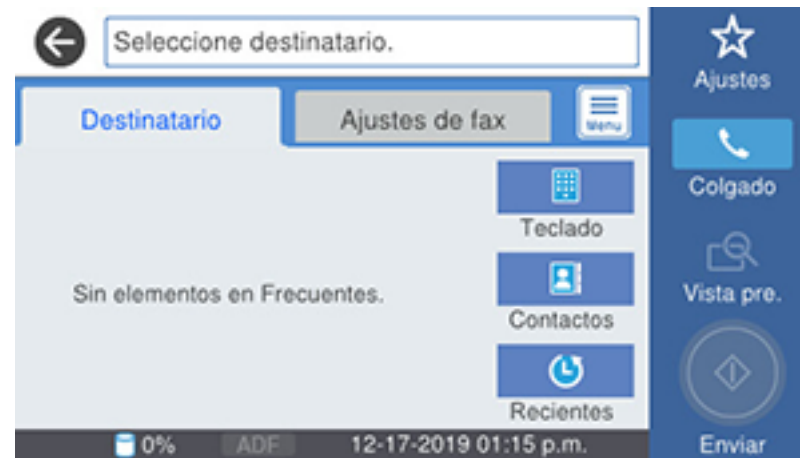 Seleccione destinatario.
Ajustes
Destinatario
Ajustes de fax
Menu
Colgado
Teclado
Sin elementos en Frecuentes.
Contactos
Vista pre.
Recientes
0%
ADF
12-17-2019 01:15 p.m.
Enviar